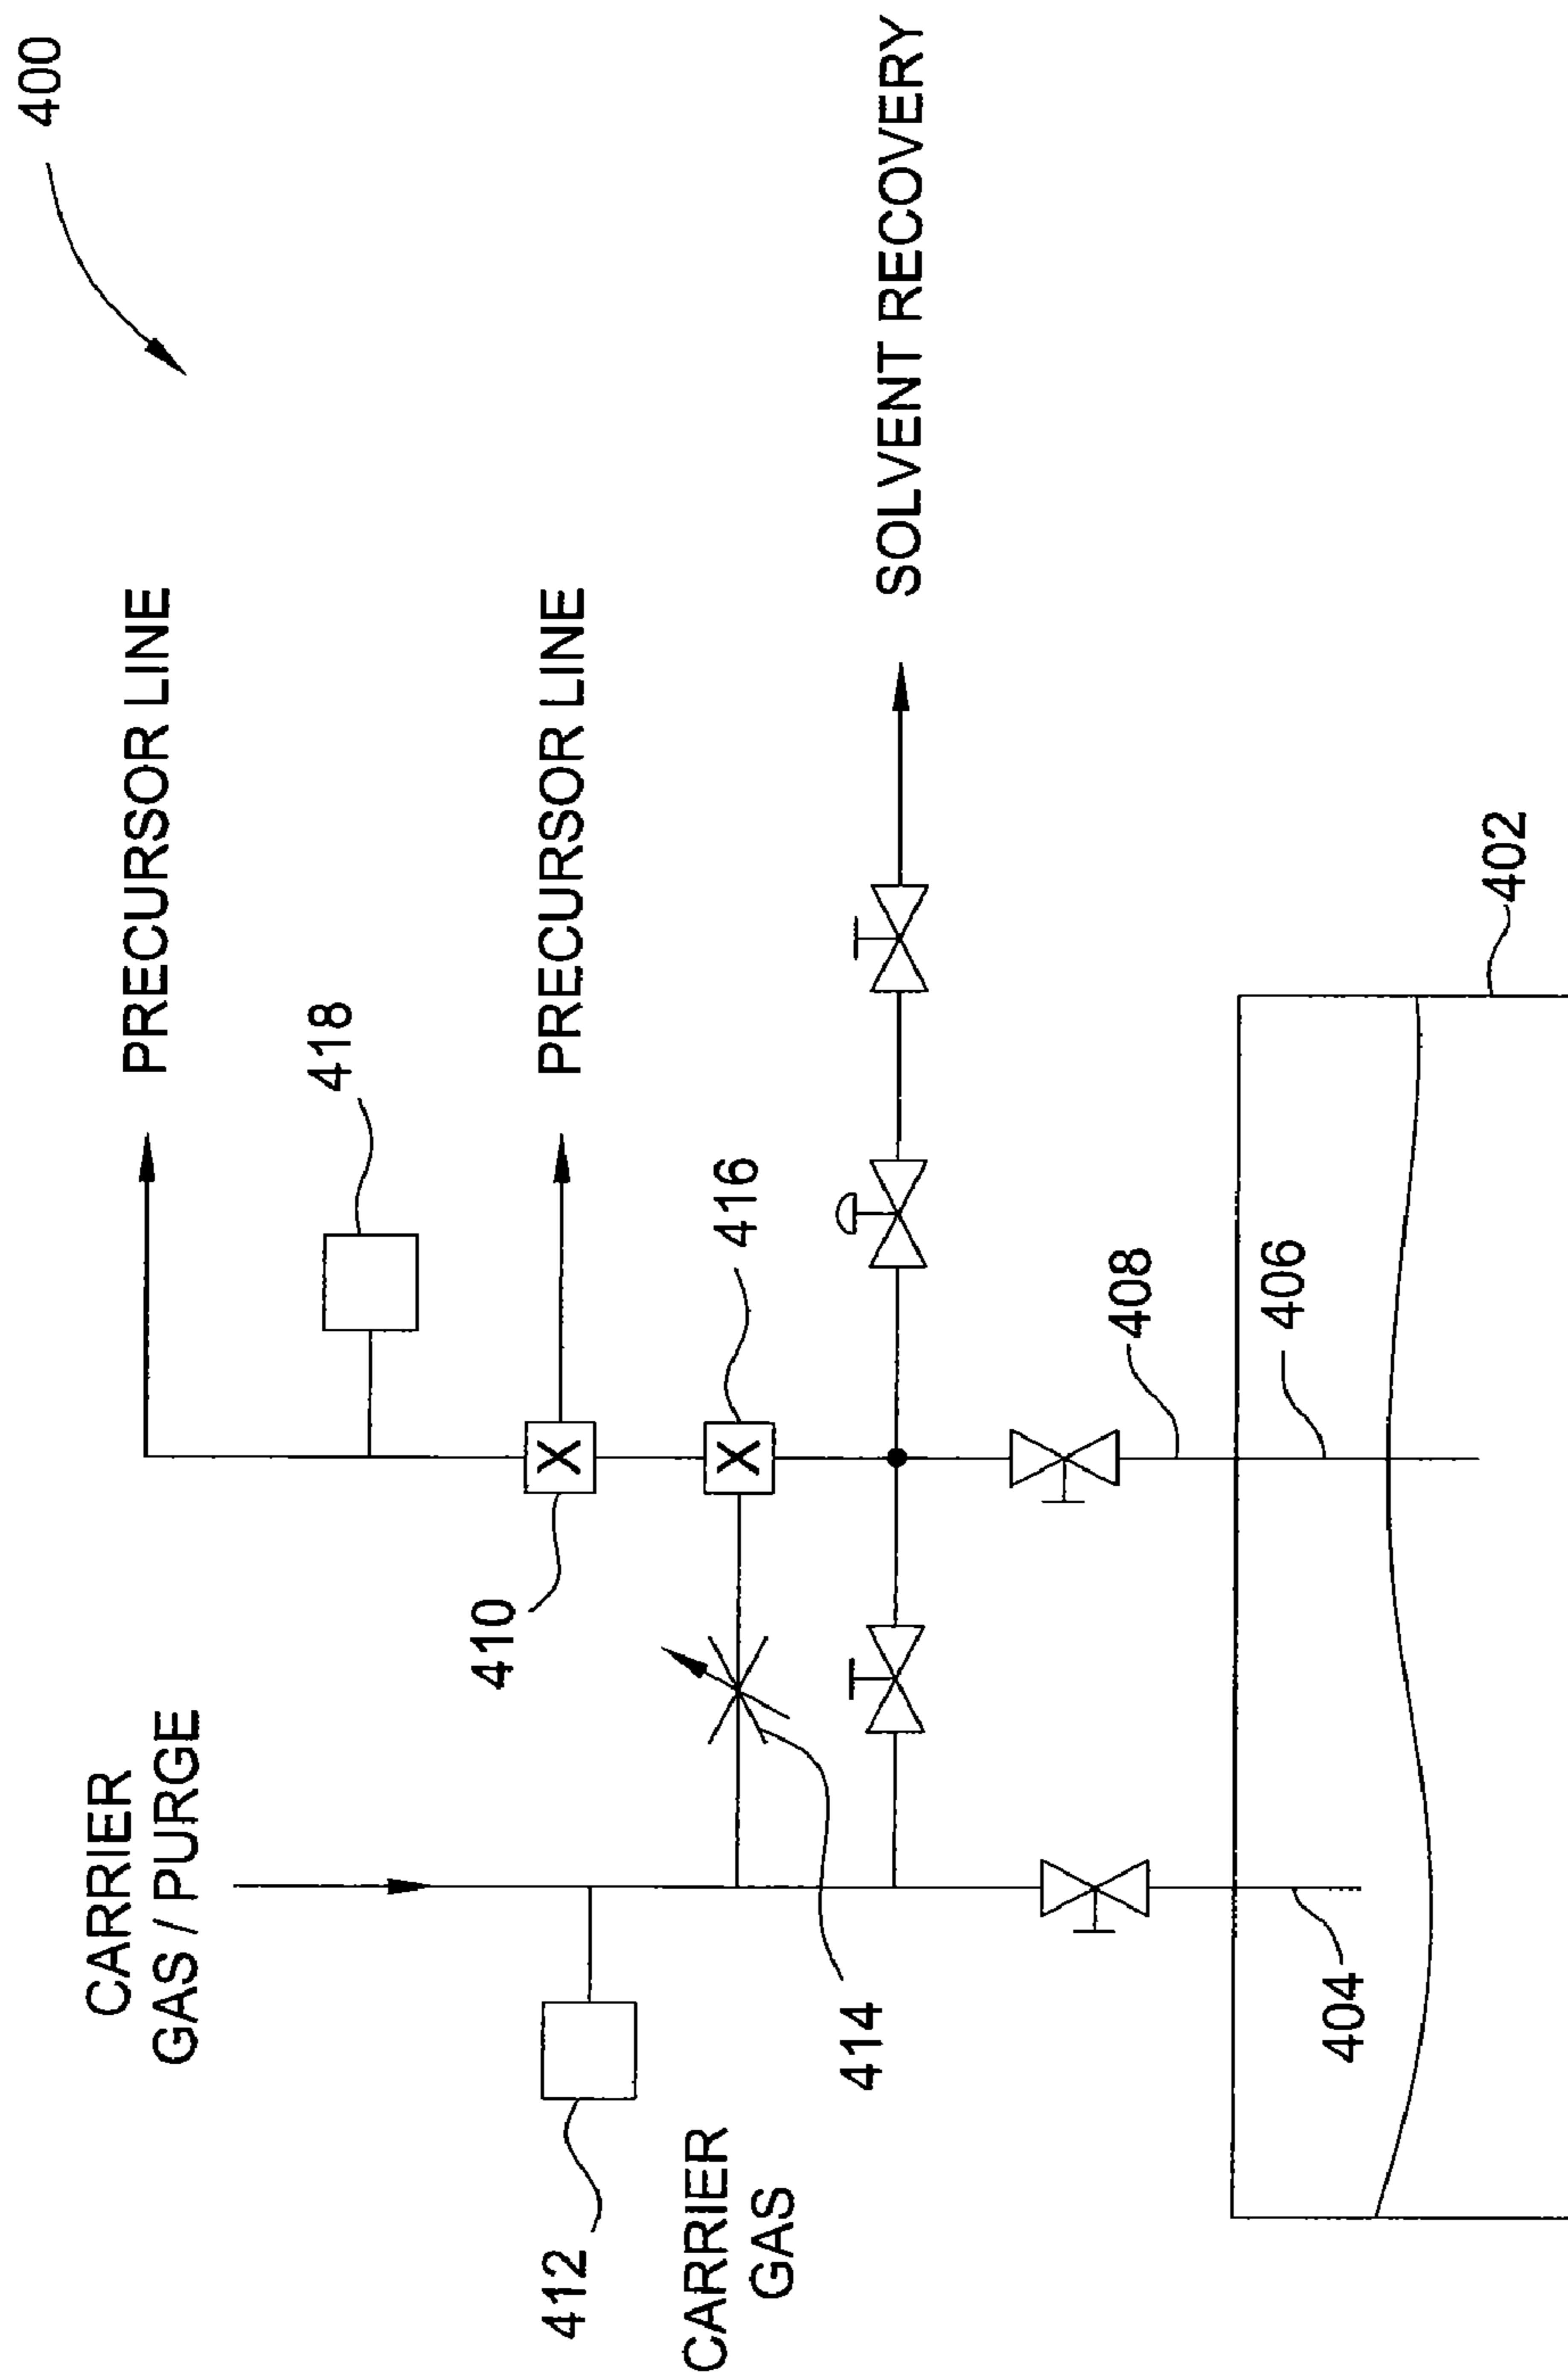 400
PRECURSOR LINE
418
PRECURSOR LINE
416
410
SOLVENT RECOVERY
CARRIER
GAS / PURGE
412
CARRIER
GAS
414
408
406
404
402
X
X